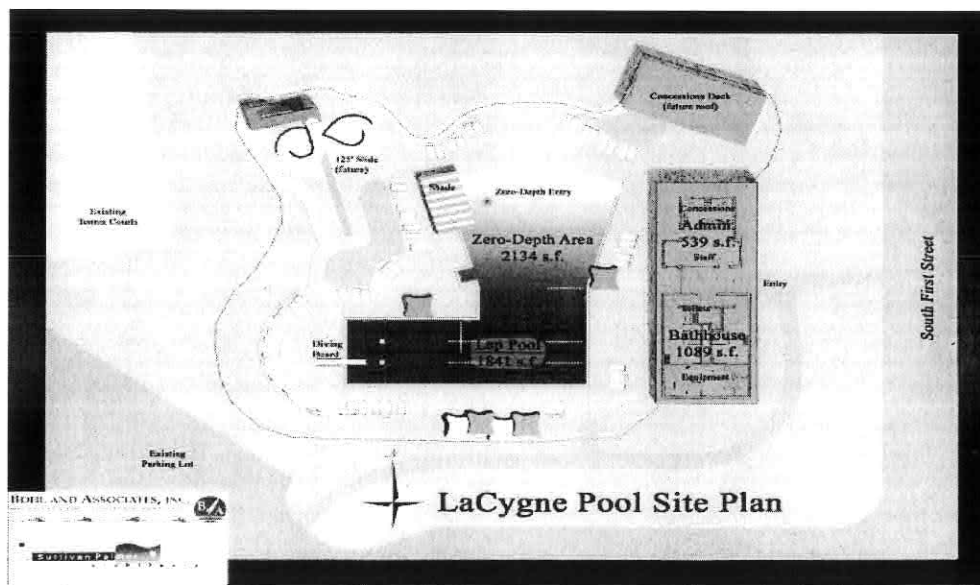 Concessions Deck
(future roof)
125' Slide
(future)
Shade
Zero-Depth Entry
Existing
Tennis Courts
Concessions
Admin
539 s.f.
Staff
Zero-Depth Area
2134 s.f.
South First Street
Entry
Bathhouse
1089 s.f.
Diving
Board
Lap Pool
1841 s.f.
Equipment
Existing
Parking Lot
AND ASSOCIATES, INC.
B/A
LaCygne Pool Site Plan
Sullivan